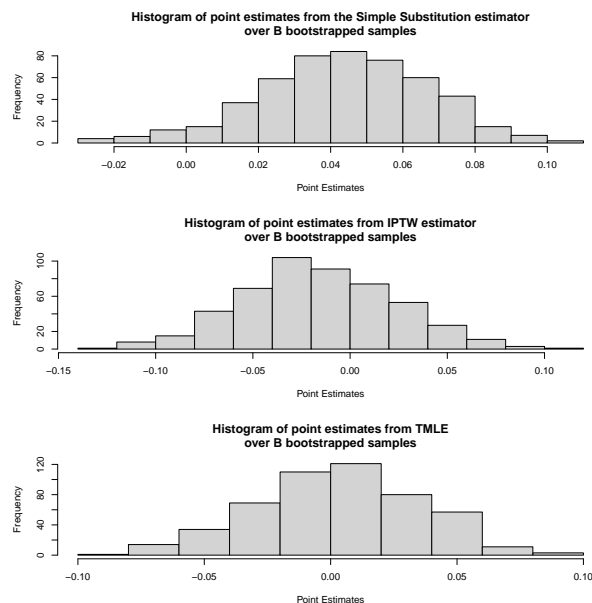 Histogram of point estimates from the Simple Substitution estimator
over B bootstrapped samples
Frequency
0 20 40 60 80
−0.02 0.00 0.02 0.04 0.06 0.08 0.10
Point Estimates
Histogram of point estimates from IPTW estimator
over B bootstrapped samples
Frequency
0 20 60 100
−0.15 −0.10 −0.05 0.00 0.05 0.10
Point Estimates
Histogram of point estimates from TMLE
over B bootstrapped samples
Frequency
0 40 80 120
−0.10 −0.05 0.00 0.05 0.10
Point Estimates